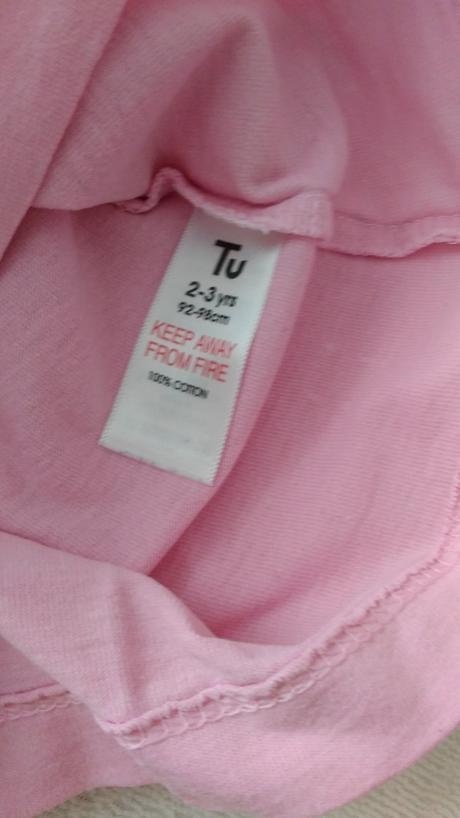 Tu
2-3 yrs
92-98cm
KEEP AWAY
FROM FIRE
100% COTTON